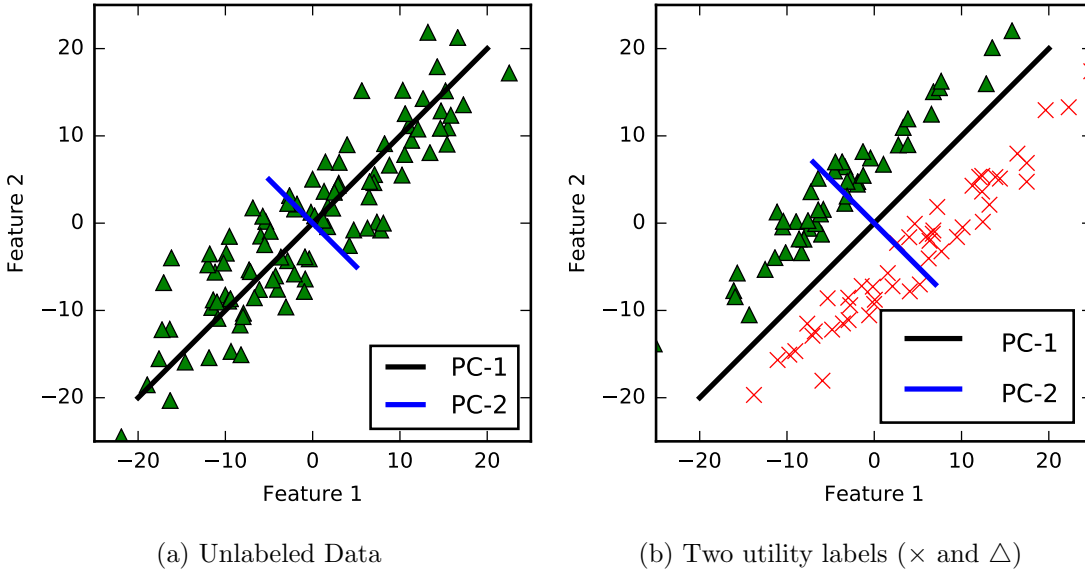 20
10
0
−10
−20
Feature 2
−20 −10 0 10 20
Feature 1
PC-1
PC-2
(a) Unlabeled Data
20
10
0
−10
−20
Feature 2
−20 −10 0 10 20
Feature 1
PC-1
PC-2
(b) Two utility labels (× and △)